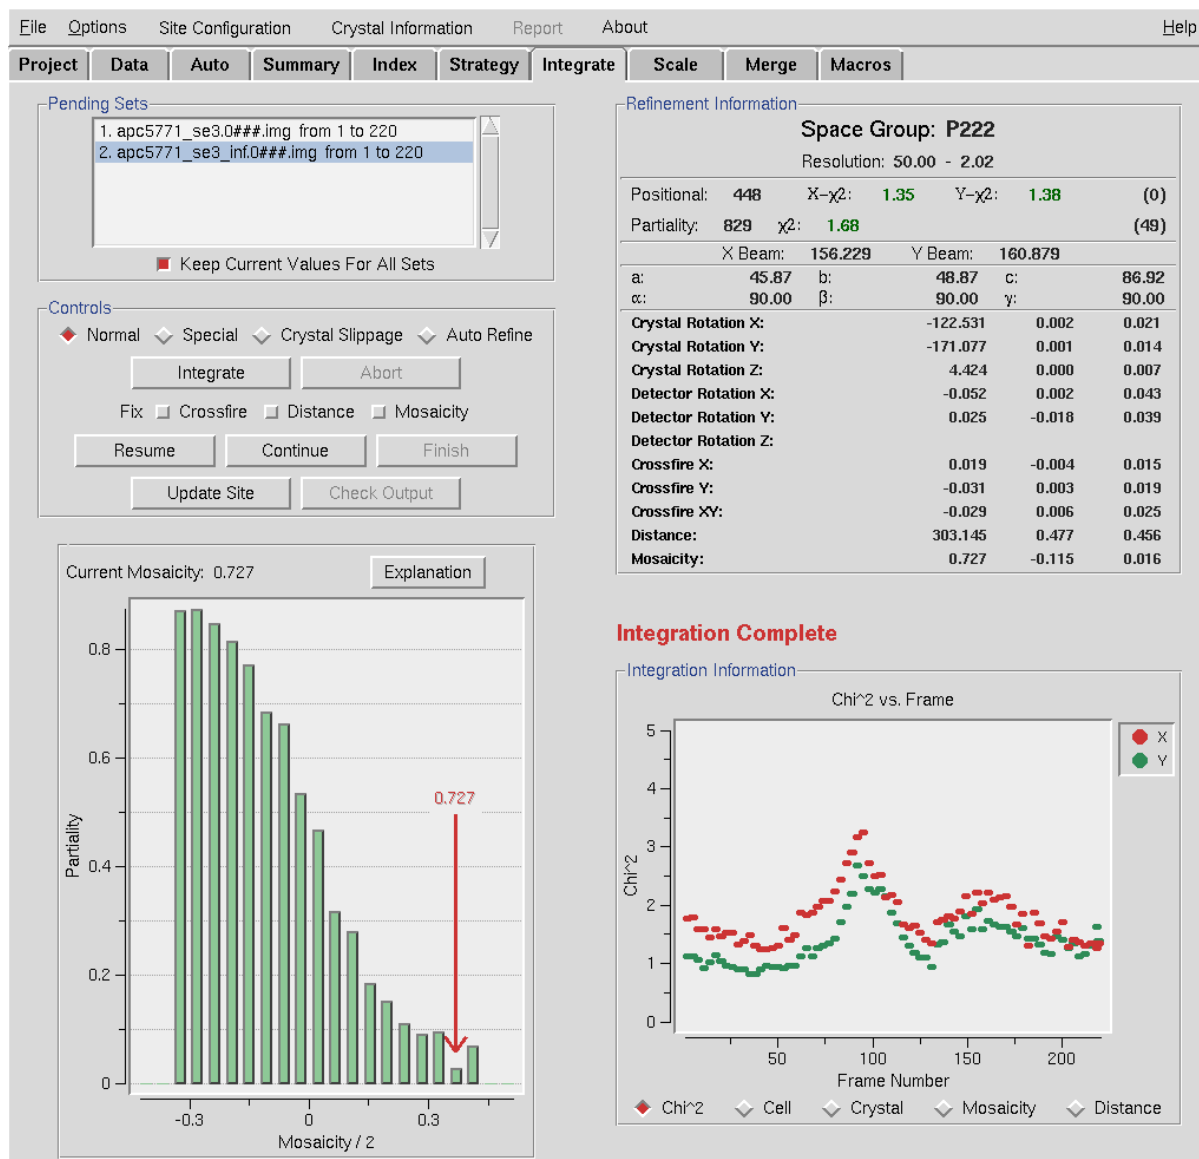 File Options Site Configuration Crystal Information Report About Help
Project Data Auto Summary Index Strategy Integrate Scale Merge Macros
Pending Sets
1. apc5771_se3.0###.img from 1 to 220
2. apc5771_se3_inf.0###.img from 1 to 220
Keep Current Values For All Sets
Controls
Normal Special Crystal Slippage Auto Refine
Integrate Abort
Fix Crossfire Distance Mosaicity
Resume Continue Finish
Update Site Check Output
Current Mosaicity: 0.727 Explanation
0.8
0.6
0.727
Partiality
0.4
0.2
0
-0.3 0 0.3
Mosaicity / 2
Refinement Information
Space Group: P222
Resolution: 50.00 - 2.02
Positional: 448 X-χ2: 1.35 Y-χ2: 1.38 (0)
Partiality: 829 χ2: 1.68 (49)
X Beam: 156.229 Y Beam: 160.879
a: 45.87 b: 48.87 c: 86.92
α: 90.00 β: 90.00 γ: 90.00
Crystal Rotation X: -122.531 0.002 0.021
Crystal Rotation Y: -171.077 0.001 0.014
Crystal Rotation Z: 4.424 0.000 0.007
Detector Rotation X: -0.052 0.002 0.043
Detector Rotation Y: 0.025 -0.018 0.039
Detector Rotation Z:
Crossfire X: 0.019 -0.004 0.015
Crossfire Y: -0.031 0.003 0.019
Crossfire XY: -0.029 0.006 0.025
Distance: 303.145 0.477 0.456
Mosaicity: 0.727 -0.115 0.016
Integration Complete
Integration Information
Chi^2 vs. Frame
5
X
Y
4
3
Chi^2
2
1
0
50 100 150 200
Frame Number
Chi^2 Cell Crystal Mosaicity Distance